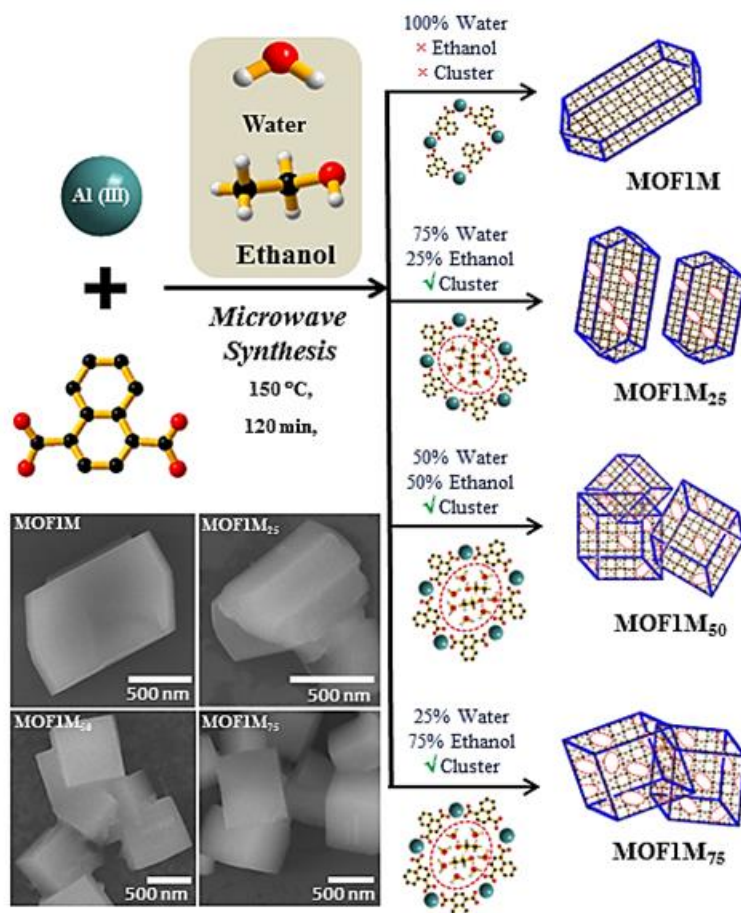 Water
Ethanol
Al (III)
+
Microwave
Synthesis
150 °C,
120 min,
100% Water
× Ethanol
× Cluster
MOF1M
75% Water
25% Ethanol
√ Cluster
MOF1M₂₅
50% Water
50% Ethanol
√ Cluster
MOF1M₅₀
25% Water
75% Ethanol
√ Cluster
MOF1M₇₅
MOF1M
500 nm
MOF1M₂₅
500 nm
MOF1M₅₀
500 nm
MOF1M₇₅
500 nm